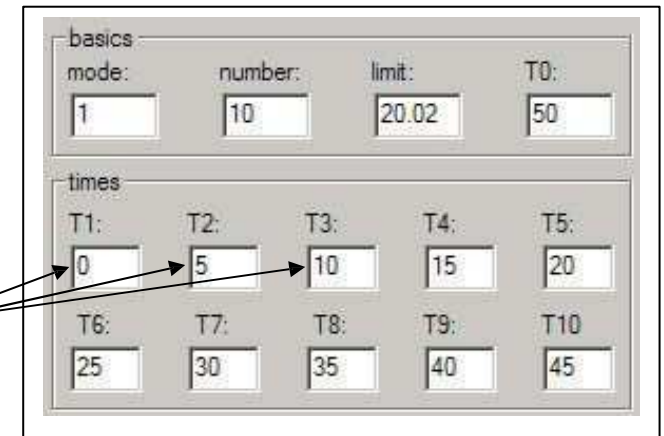 basics
mode: number: limit: T0:
1 10 20.02 50
times
T1: T2: T3: T4: T5:
0 5 10 15 20
T6: T7: T8: T9: T10
25 30 35 40 45